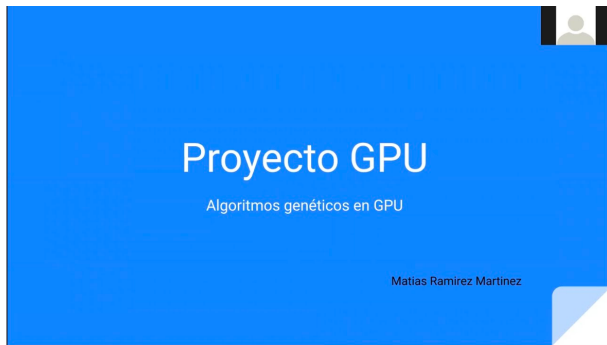 Proyecto GPU
Algoritmos genéticos en GPU
Matias Ramirez Martinez